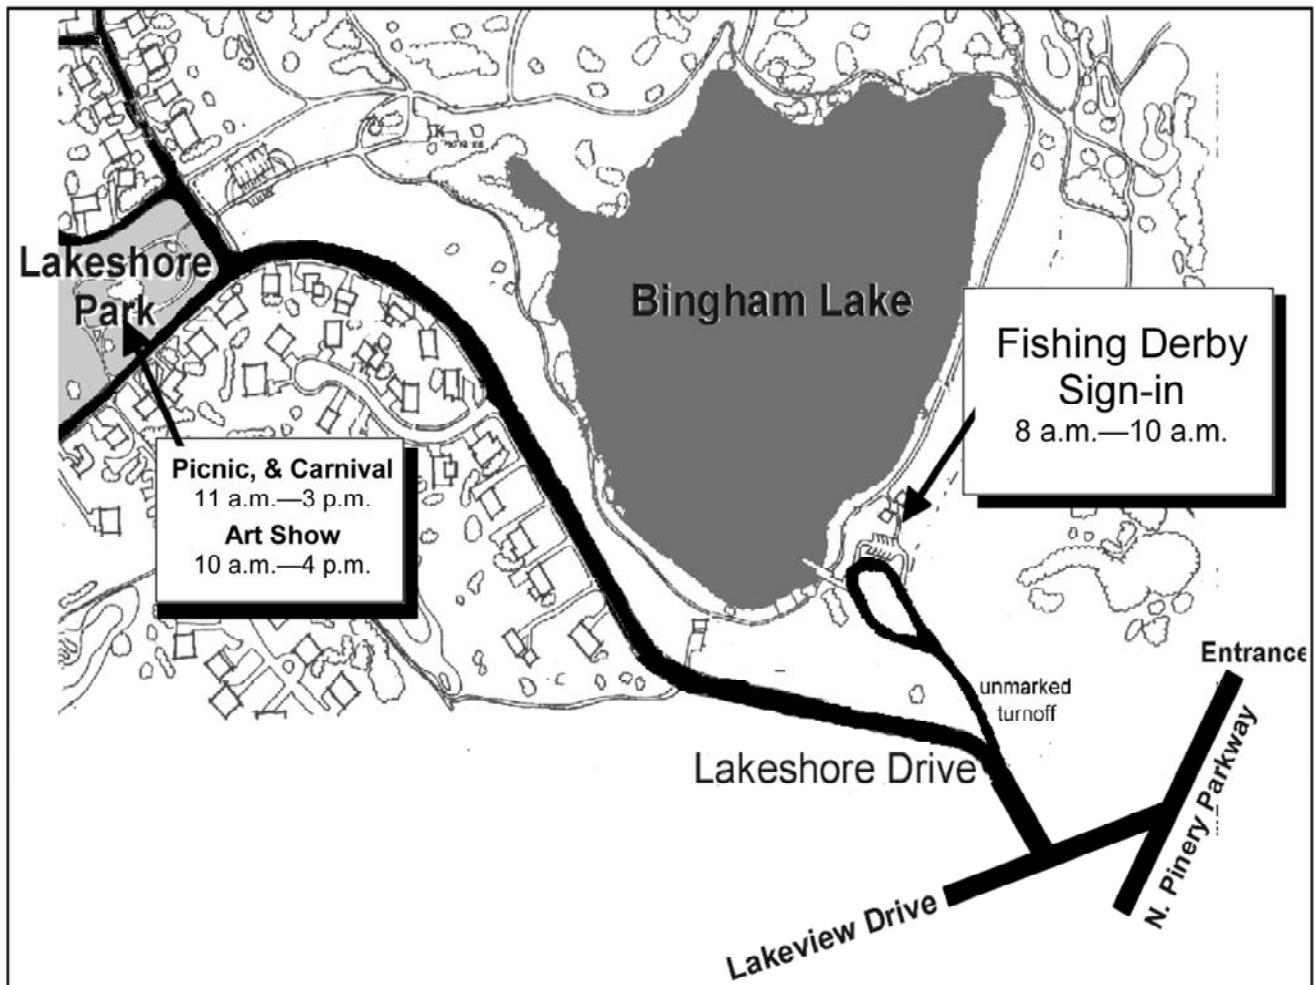 Lakeshore
Park
Bingham Lake
Fishing Derby
Sign-in
8 a.m.—10 a.m.
Picnic, & Carnival
11 a.m.—3 p.m.
Art Show
10 a.m.—4 p.m.
Entrance
unmarked
turnoff
Lakeshore Drive
N. Pinery Parkway
Lakeview Drive